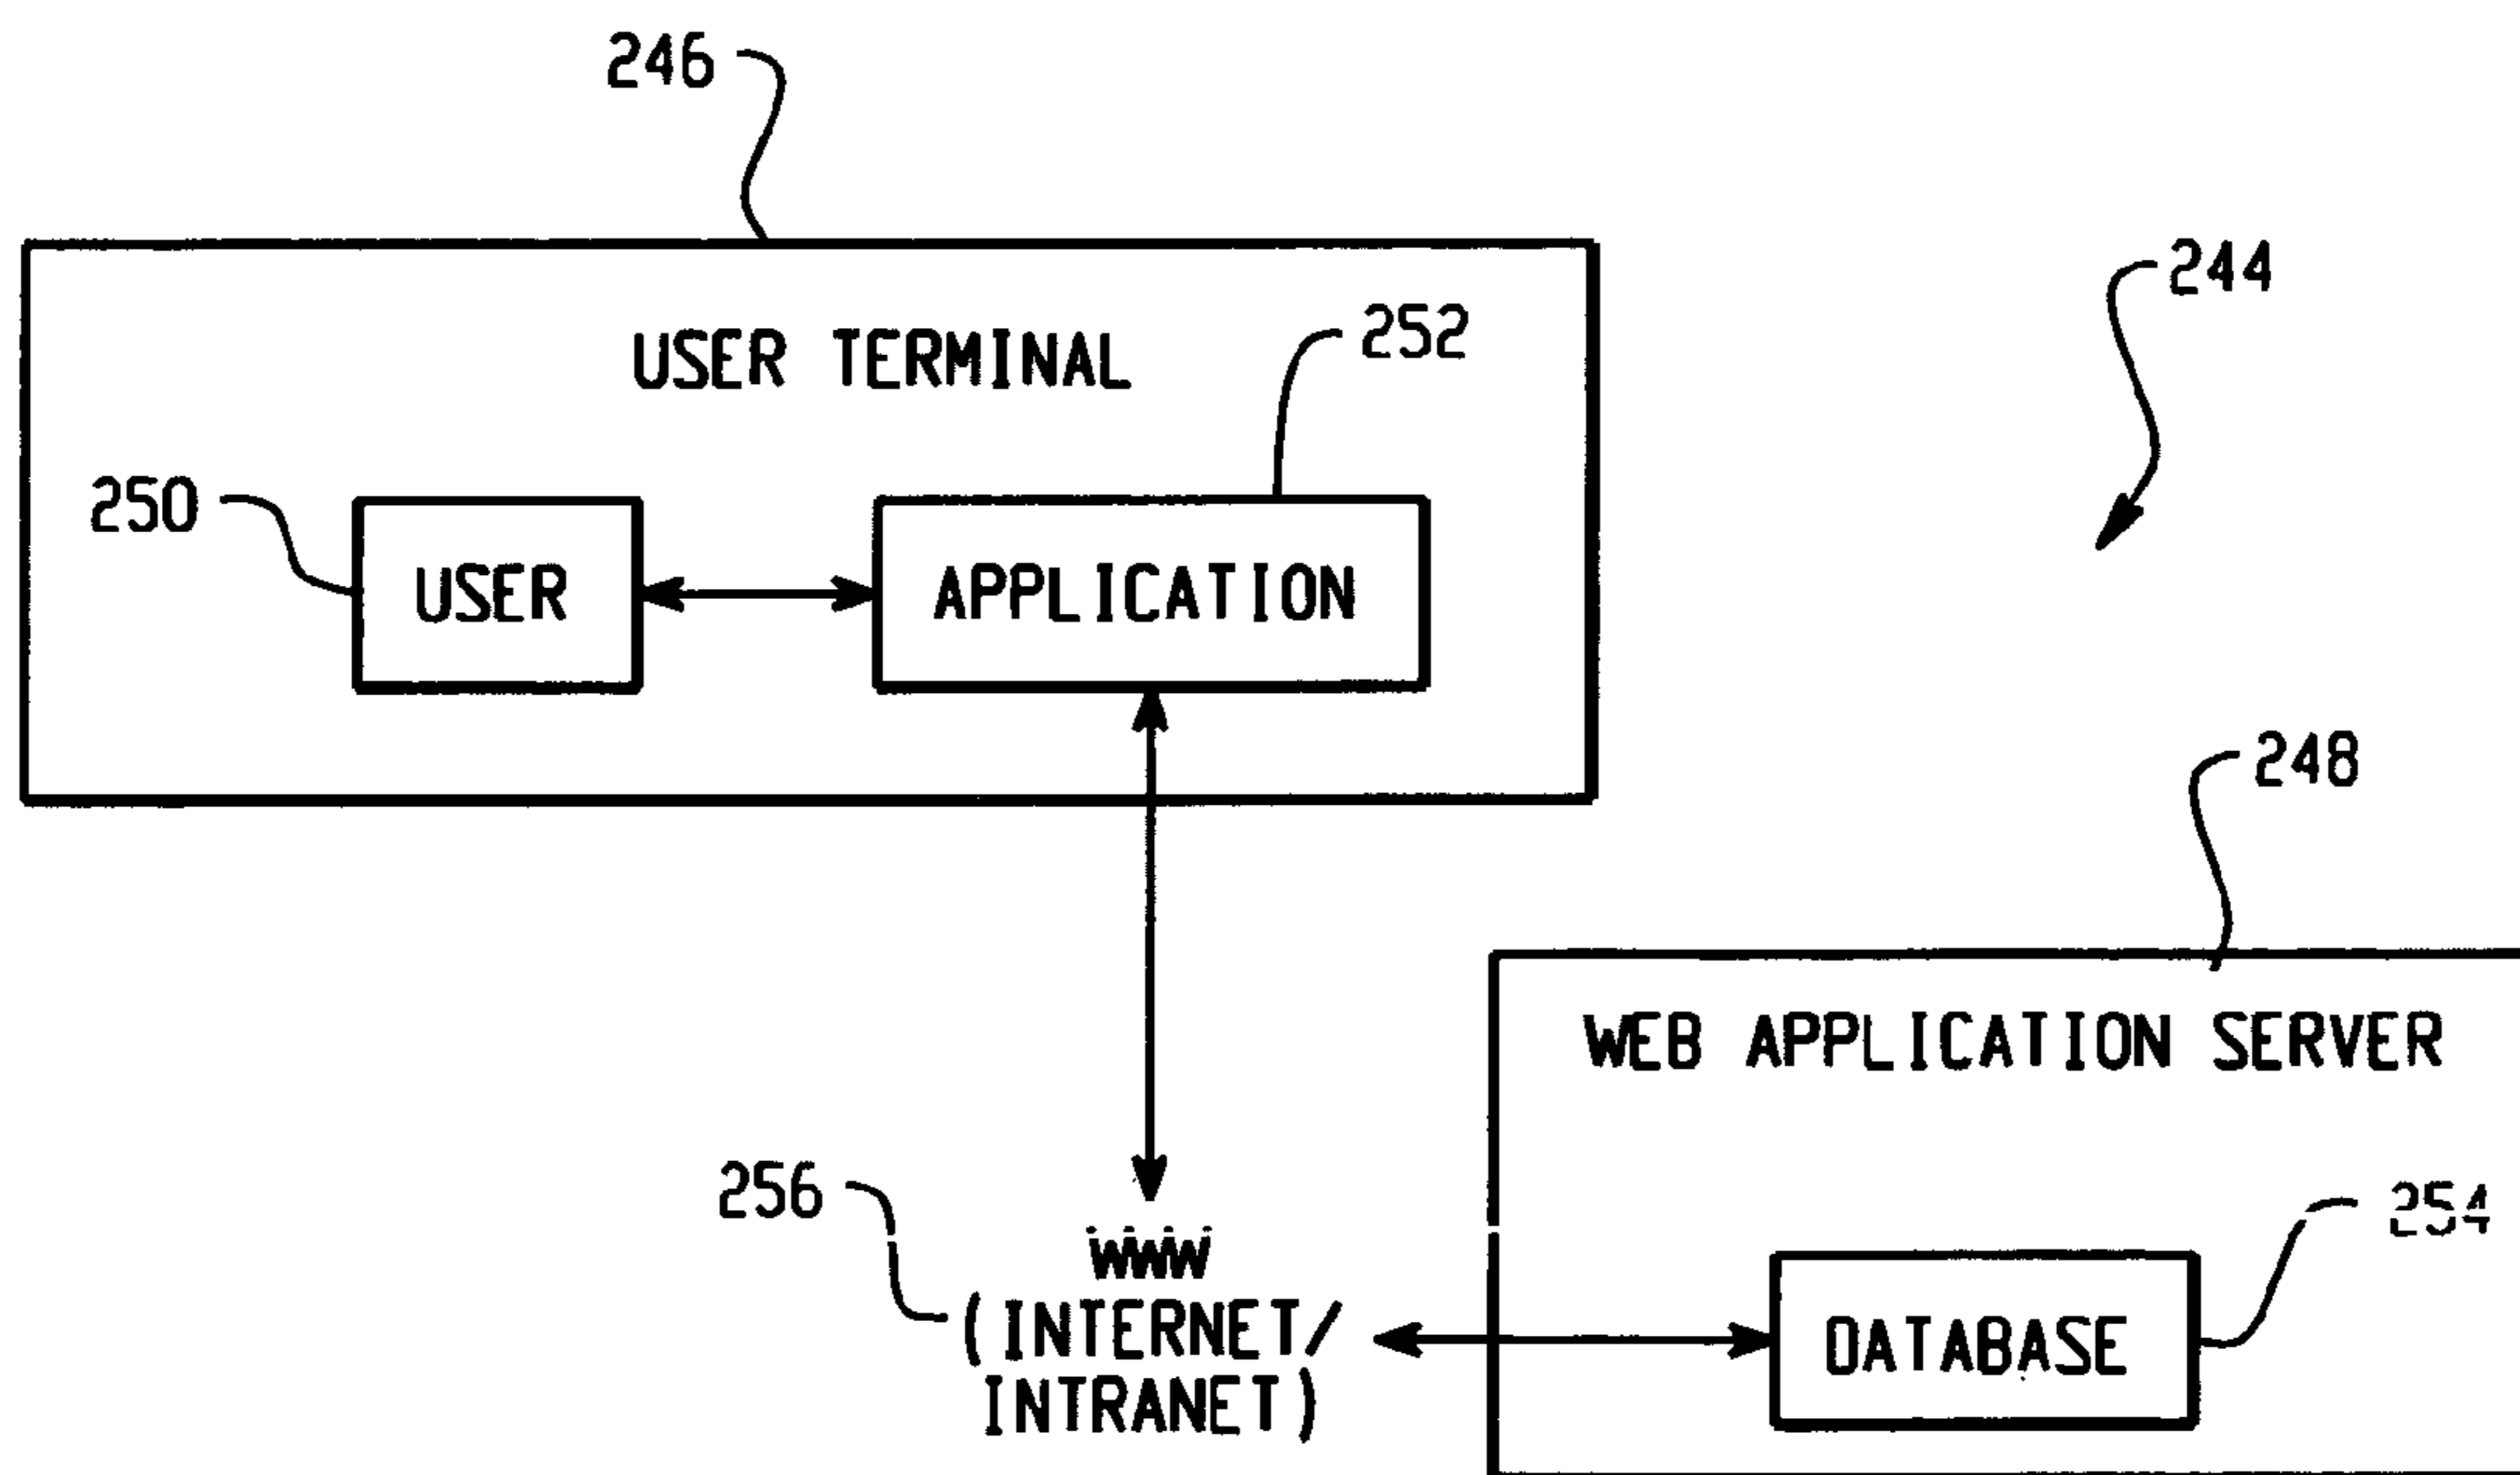 246
244
USER TERMINAL
252
250
USER
APPLICATION
248
WEB APPLICATION SERVER
256
254
WWW
(INTERNET/
INTRANET)
DATABASE